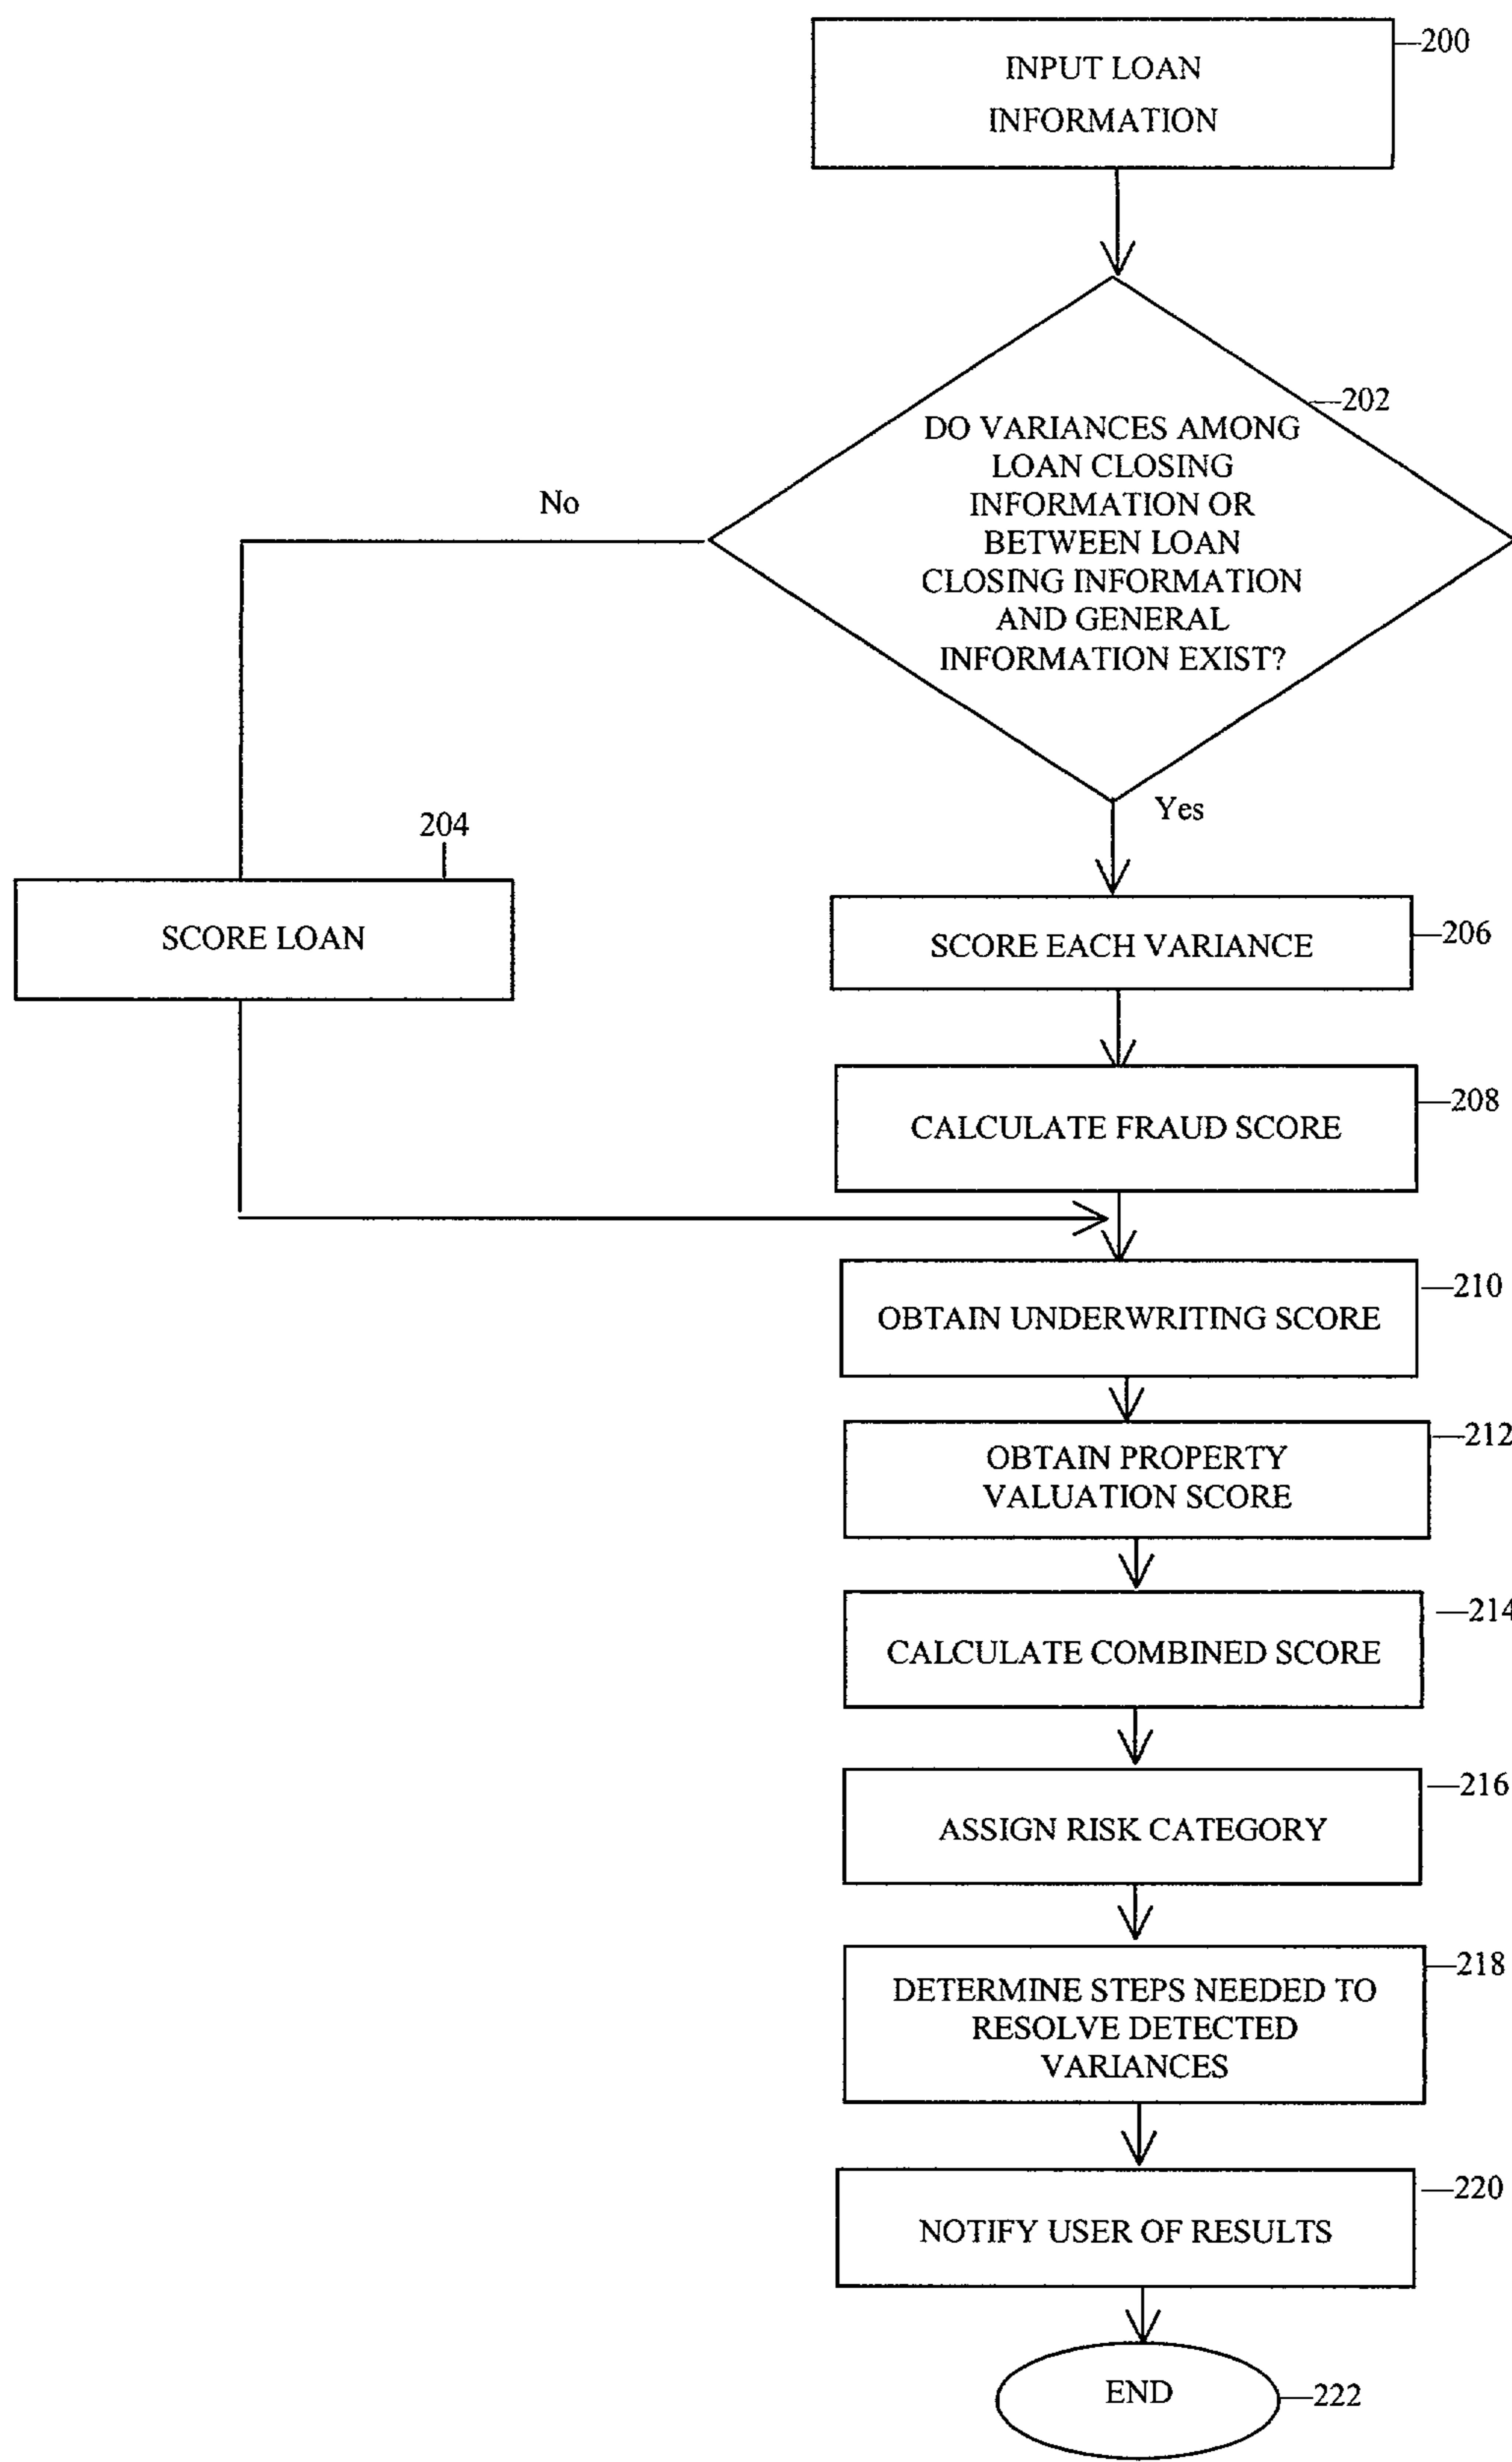 INPUT LOAN
INFORMATION
200
202
DO VARIANCES AMONG
LOAN CLOSING
INFORMATION OR
BETWEEN LOAN
CLOSING INFORMATION
AND GENERAL
INFORMATION EXIST?
No
Yes
204
SCORE LOAN
SCORE EACH VARIANCE
206
CALCULATE FRAUD SCORE
208
OBTAIN UNDERWRITING SCORE
210
OBTAIN PROPERTY
VALUATION SCORE
212
CALCULATE COMBINED SCORE
214
ASSIGN RISK CATEGORY
216
DETERMINE STEPS NEEDED TO
RESOLVE DETECTED
VARIANCES
218
NOTIFY USER OF RESULTS
220
END
222